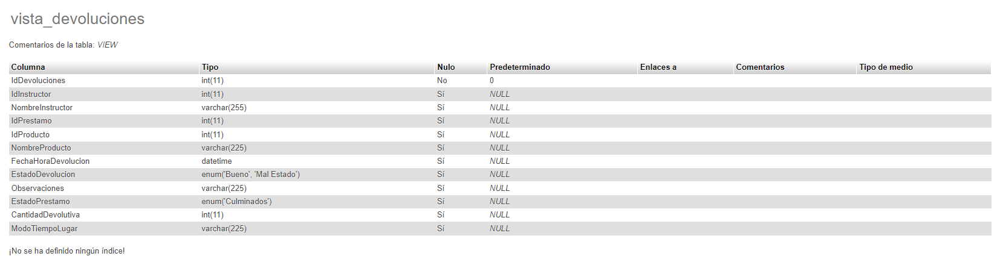 vista_devoluciones
Comentarios de la tabla: VIEW
Columna Tipo Nulo Predeterminado Enlaces a Comentarios Tipo de medio
IdDevoluciones int(11) No 0
IdInstructor int(11) Sí NULL
NombreInstructor varchar(255) Sí NULL
IdPrestamo int(11) Sí NULL
IdProducto int(11) Sí NULL
NombreProducto varchar(225) Sí NULL
FechaHoraDevolucion datetime Sí NULL
EstadoDevolucion enum('Bueno', 'Mal Estado') Sí NULL
Observaciones varchar(225) Sí NULL
EstadoPrestamo enum('Culminados') Sí NULL
CantidadDevolutiva int(11) Sí NULL
ModoTiempoLugar varchar(225) Sí NULL
¡No se ha definido ningún índice!